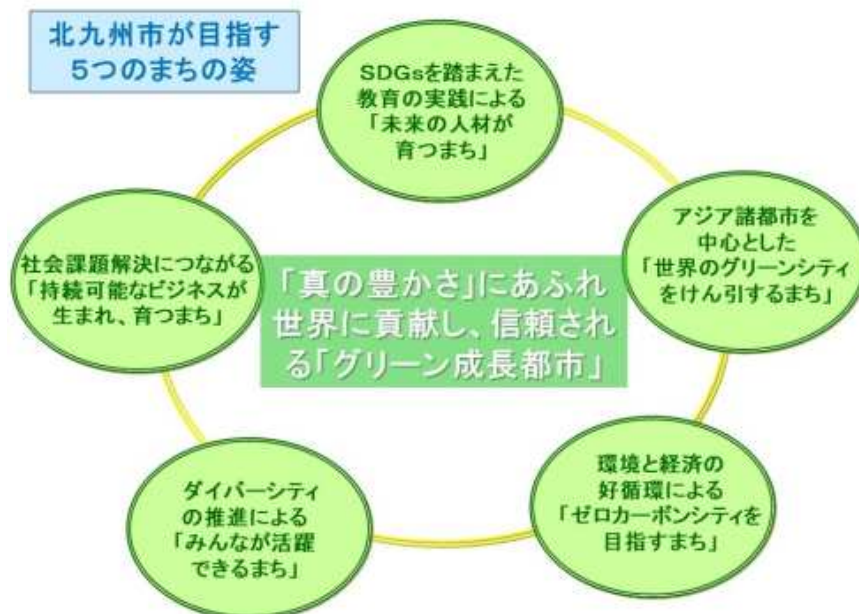 北九州市が目指す
5つのまちの姿
SDGsを踏まえた
教育の実践による
「未来の人材が
育つまち」
アジア諸都市を
中心とした
「世界のグリーンシティ
をけん引するまち」
社会課題解決につながる
「持続可能なビジネスが
生まれ、育つまち」
「真の豊かさ」にあふれ
世界に貢献し、信頼され
る「グリーン成長都市」
環境と経済の
好循環による
「ゼロカーボンシティを
目指すまち」
ダイバーシティ
の推進による
「みんなが活躍
できるまち」